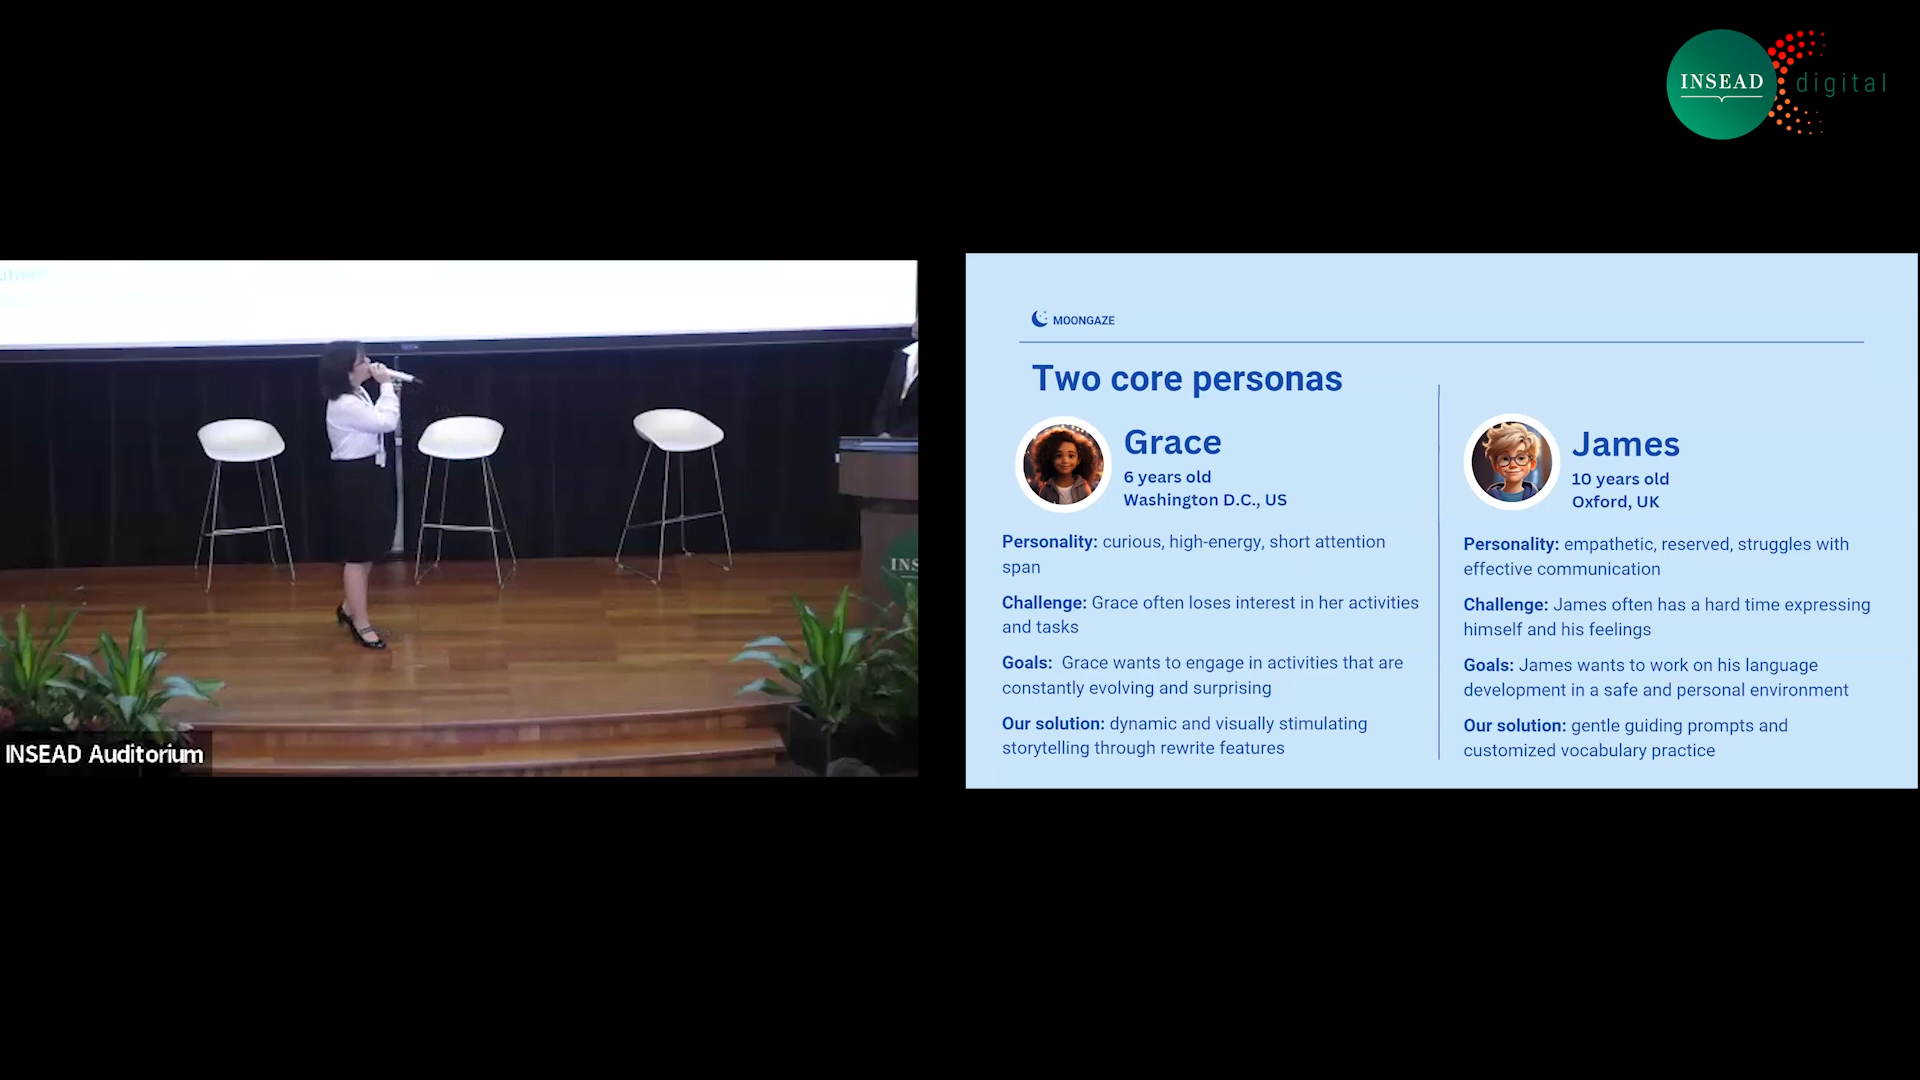 INSEAD
digital
MOONGAZE
Two core personas
Grace
6 years old
Washington D.C., US
Personality: curious, high-energy, short attention
span
Challenge: Grace often loses interest in her activities
and tasks
Goals: Grace wants to engage in activities that are
constantly evolving and surprising
Our solution: dynamic and visually stimulating
storytelling through rewrite features
James
10 years old
Oxford, UK
Personality: empathetic, reserved, struggles with
effective communication
Challenge: James often has a hard time expressing
himself and his feelings
Goals: James wants to work on his language
development in a safe and personal environment
Our solution: gentle guiding prompts and
customized vocabulary practice
INS
INSEAD Auditorium